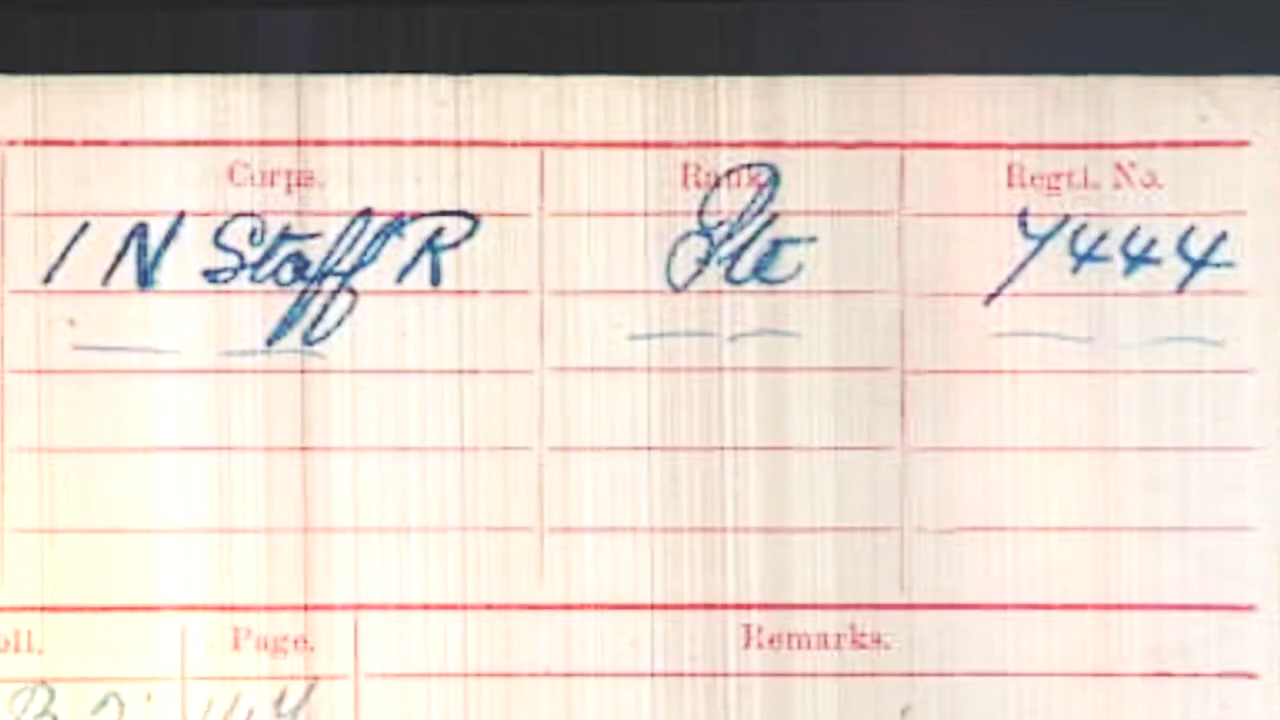 Corps. Rank. Regtl. No.
1 N Staff R Pte 7444
Page. Remarks.